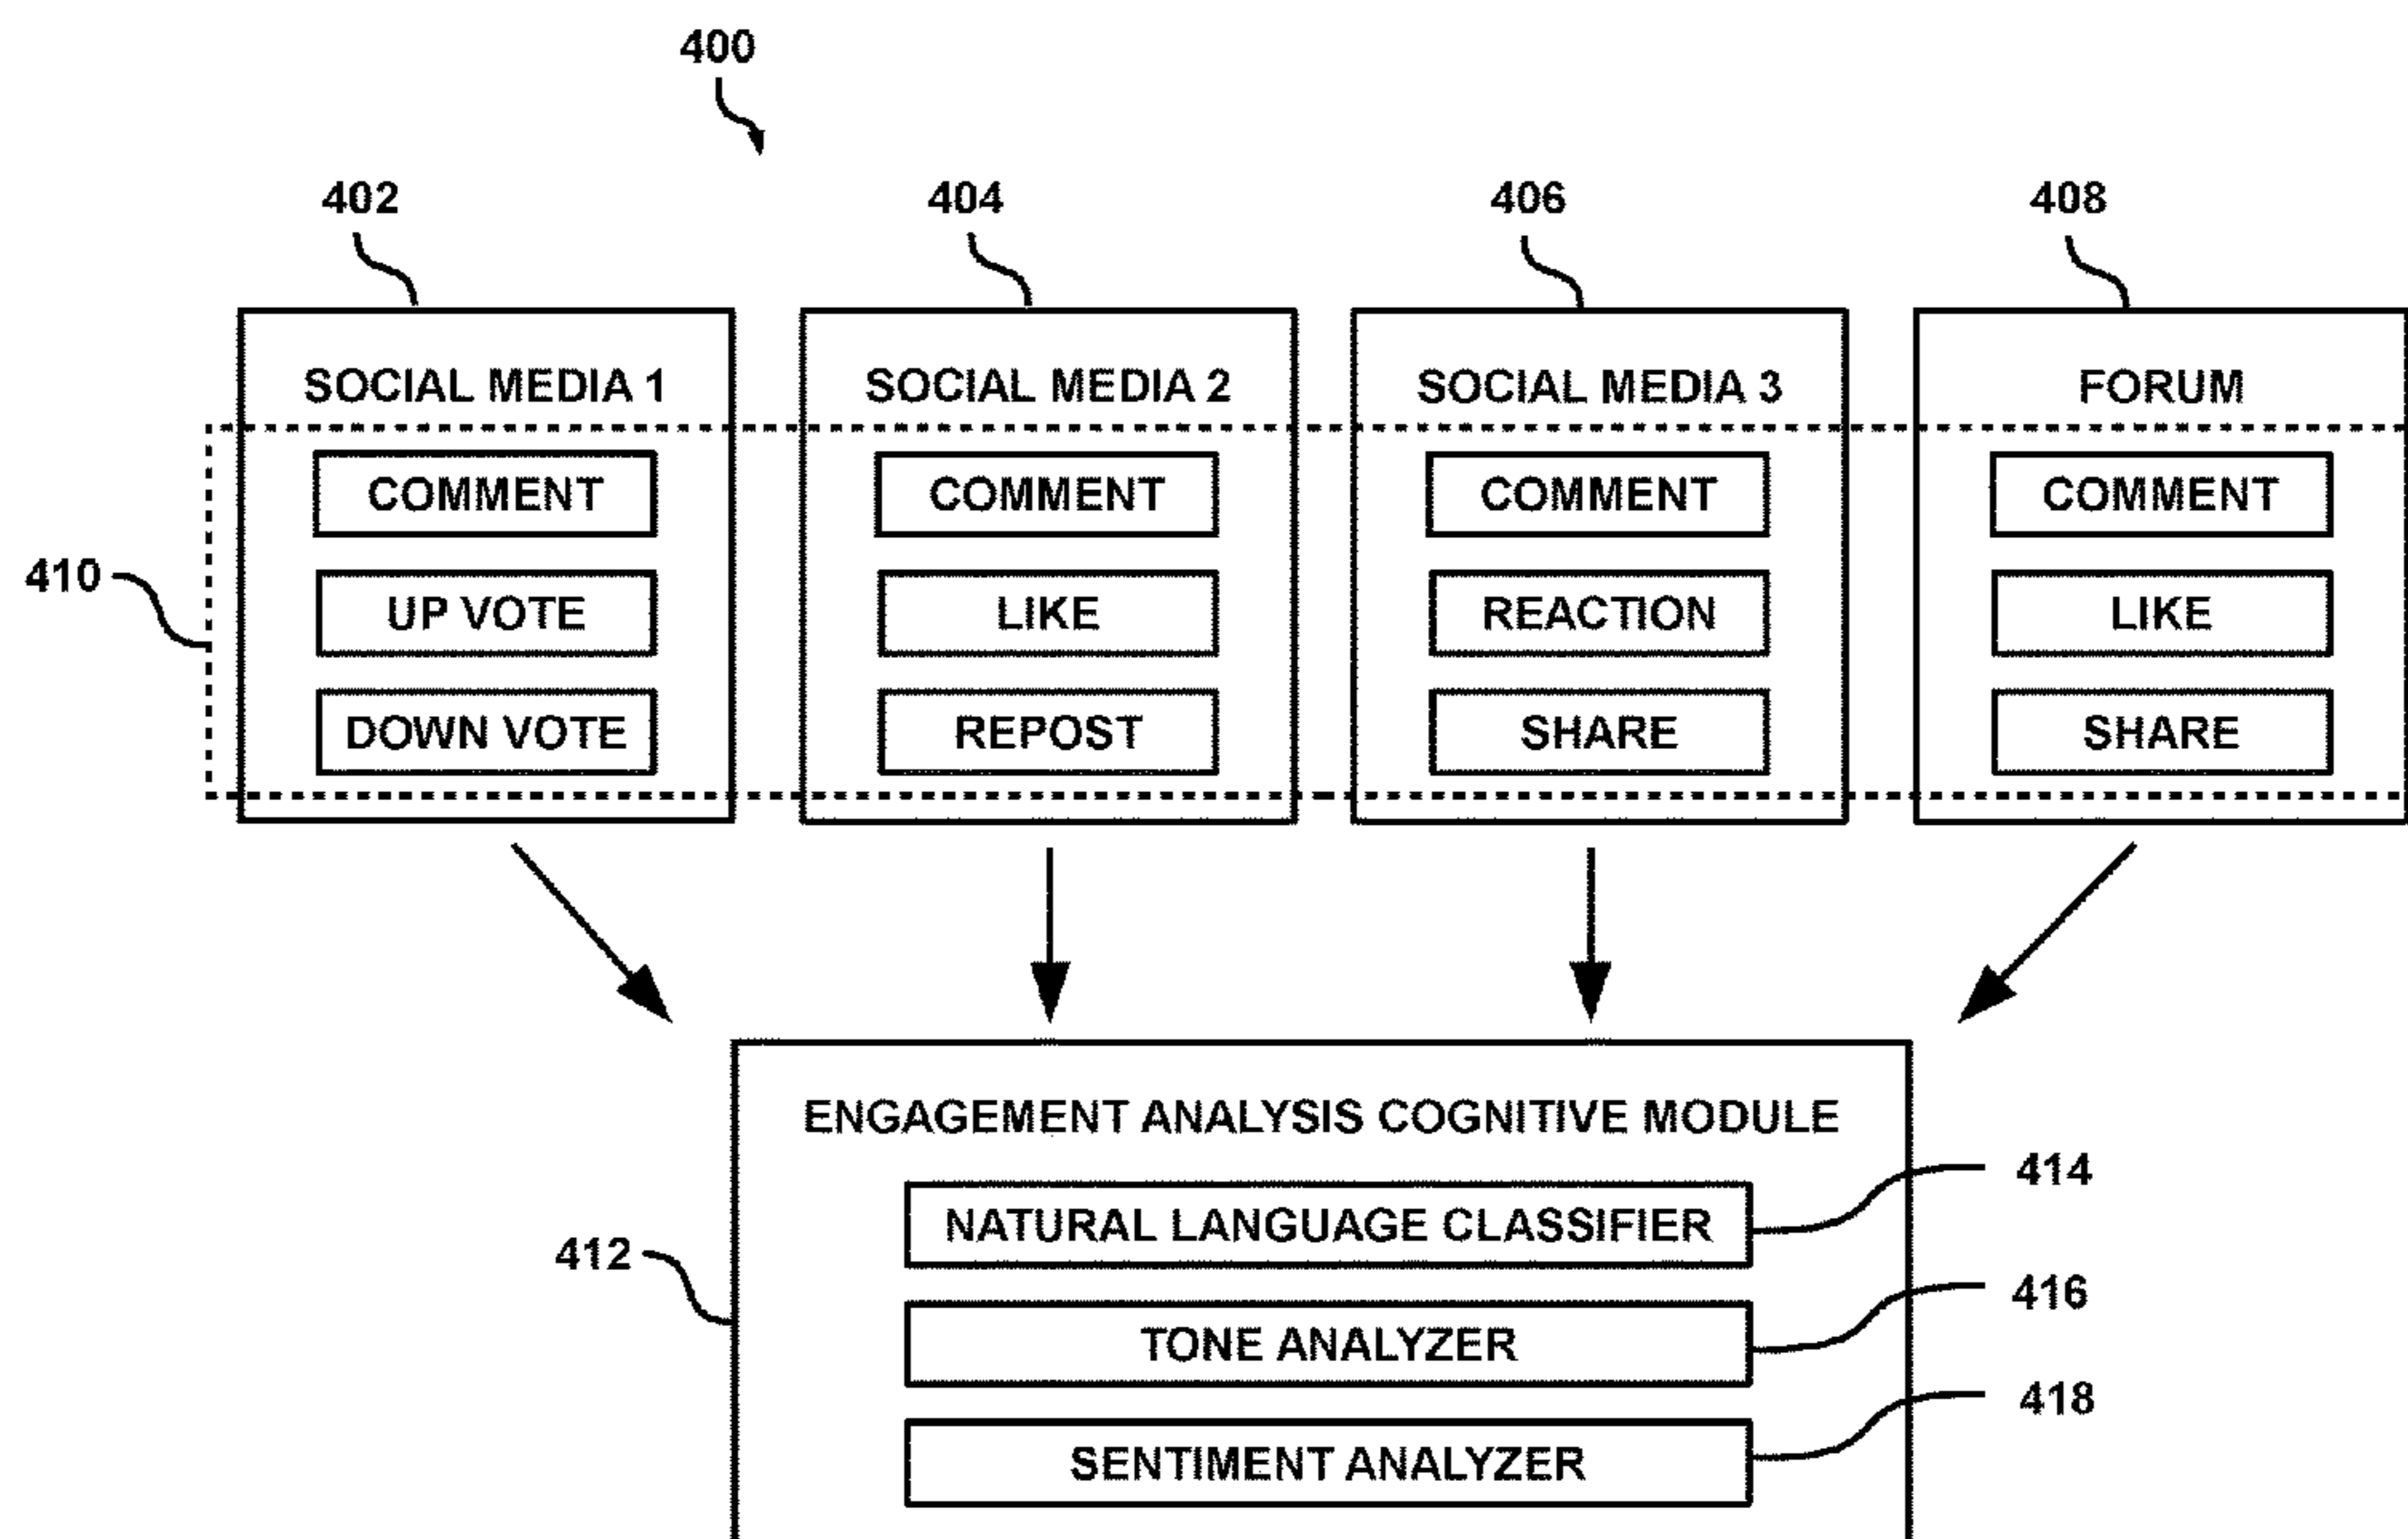 400
402
404
406
408
SOCIAL MEDIA 1
SOCIAL MEDIA 2
SOCIAL MEDIA 3
FORUM
COMMENT
COMMENT
COMMENT
COMMENT
410
UP VOTE
LIKE
REACTION
LIKE
DOWN VOTE
REPOST
SHARE
SHARE
ENGAGEMENT ANALYSIS COGNITIVE MODULE
414
NATURAL LANGUAGE CLASSIFIER
412
416
TONE ANALYZER
418
SENTIMENT ANALYZER